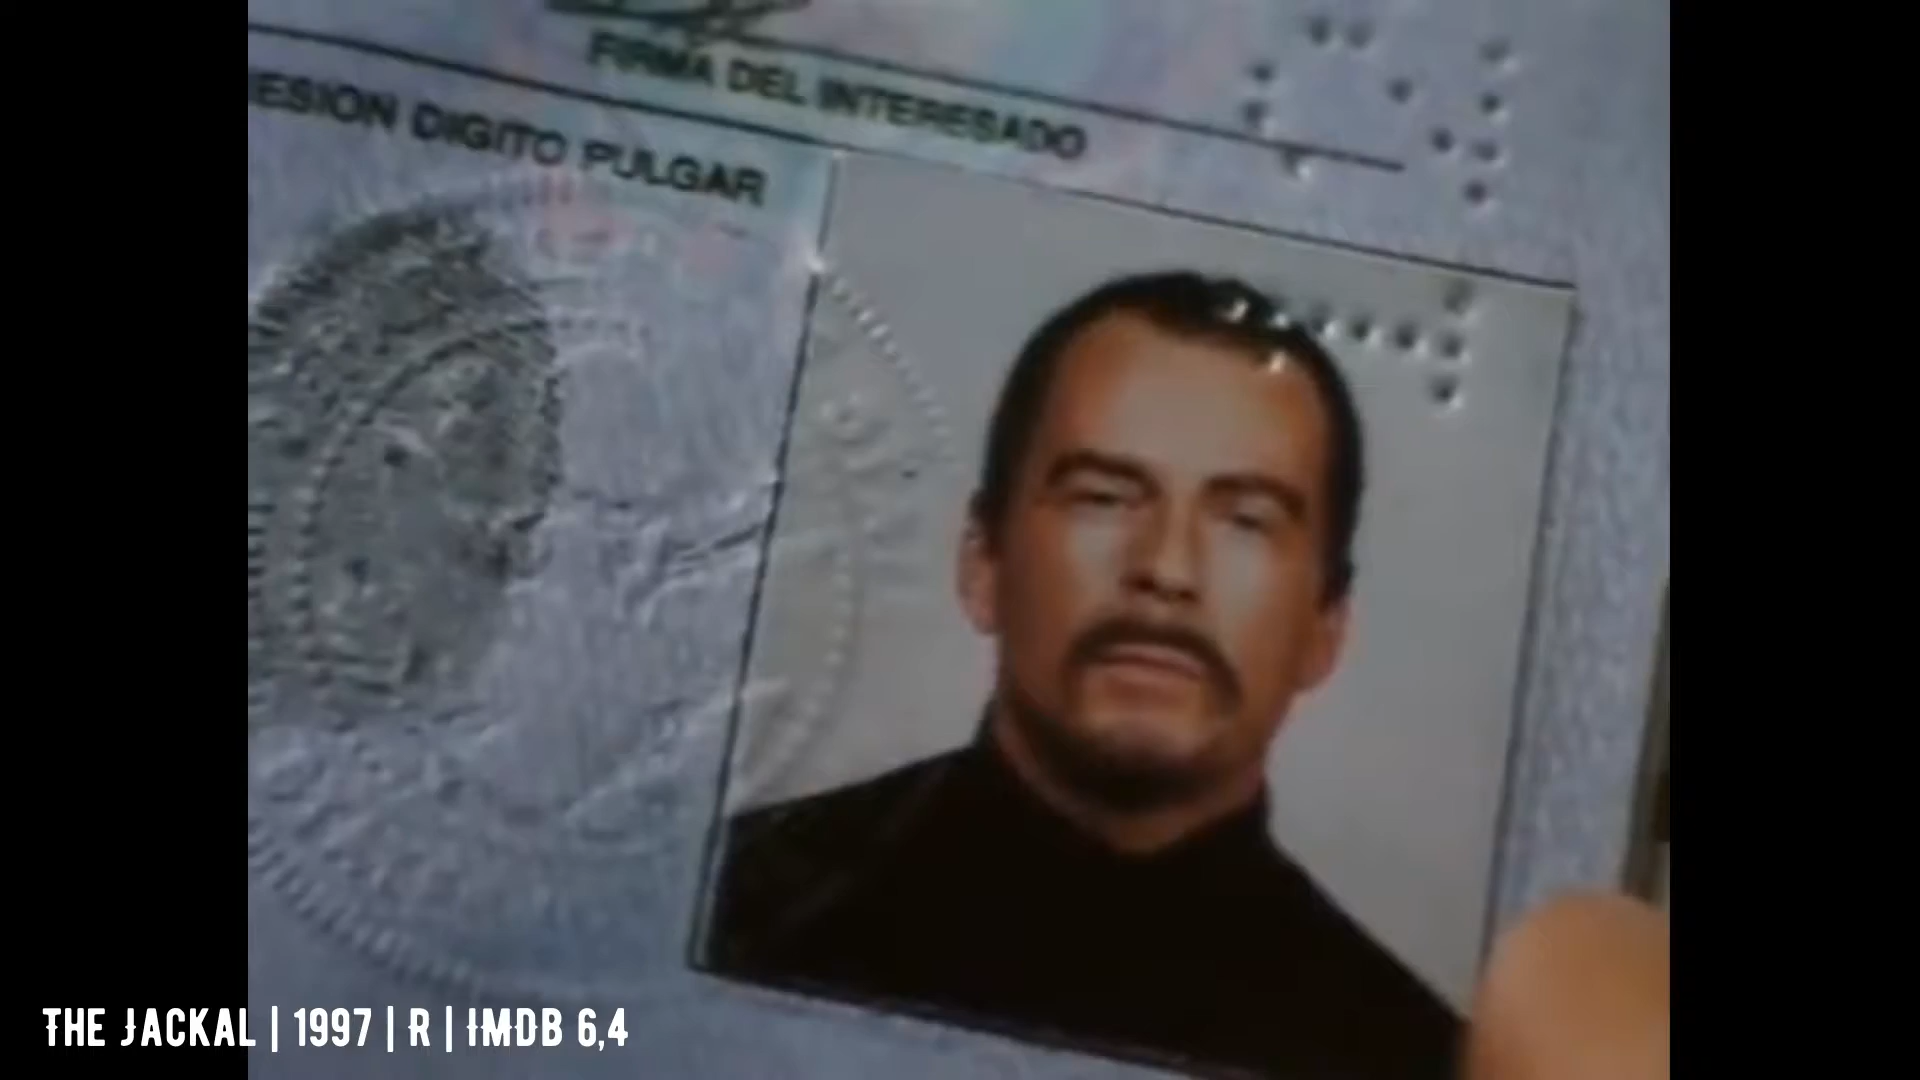 FIRMA DEL INTERESADO
ESION DIGITO PULGAR
THE JACKAL | 1997 | R | IMDB 6,4